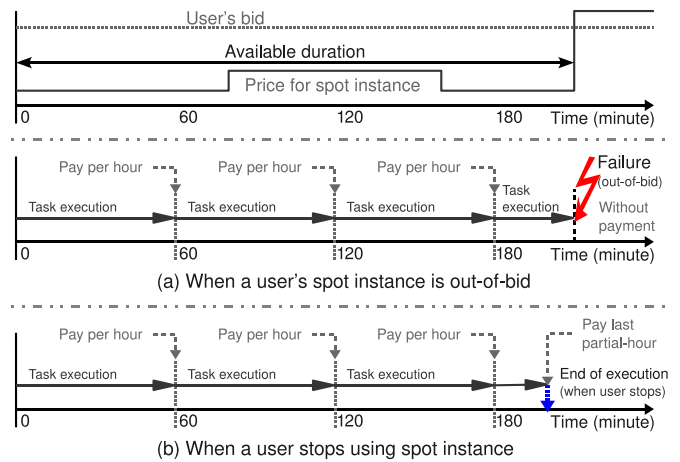 User's bid
Available duration
Price for spot instance
0 60 120 180 Time (minute)
Pay per hour Pay per hour Pay per hour Failure
(out-of-bid)
Task execution Task execution Task execution Task
execution
Without
payment
0 60 120 180 Time (minute)
(a) When a user's spot instance is out-of-bid
Pay per hour Pay per hour Pay per hour Pay last
partial-hour
Task execution Task execution Task execution End of execution
(when user stops)
0 60 120 180 Time (minute)
(b) When a user stops using spot instance